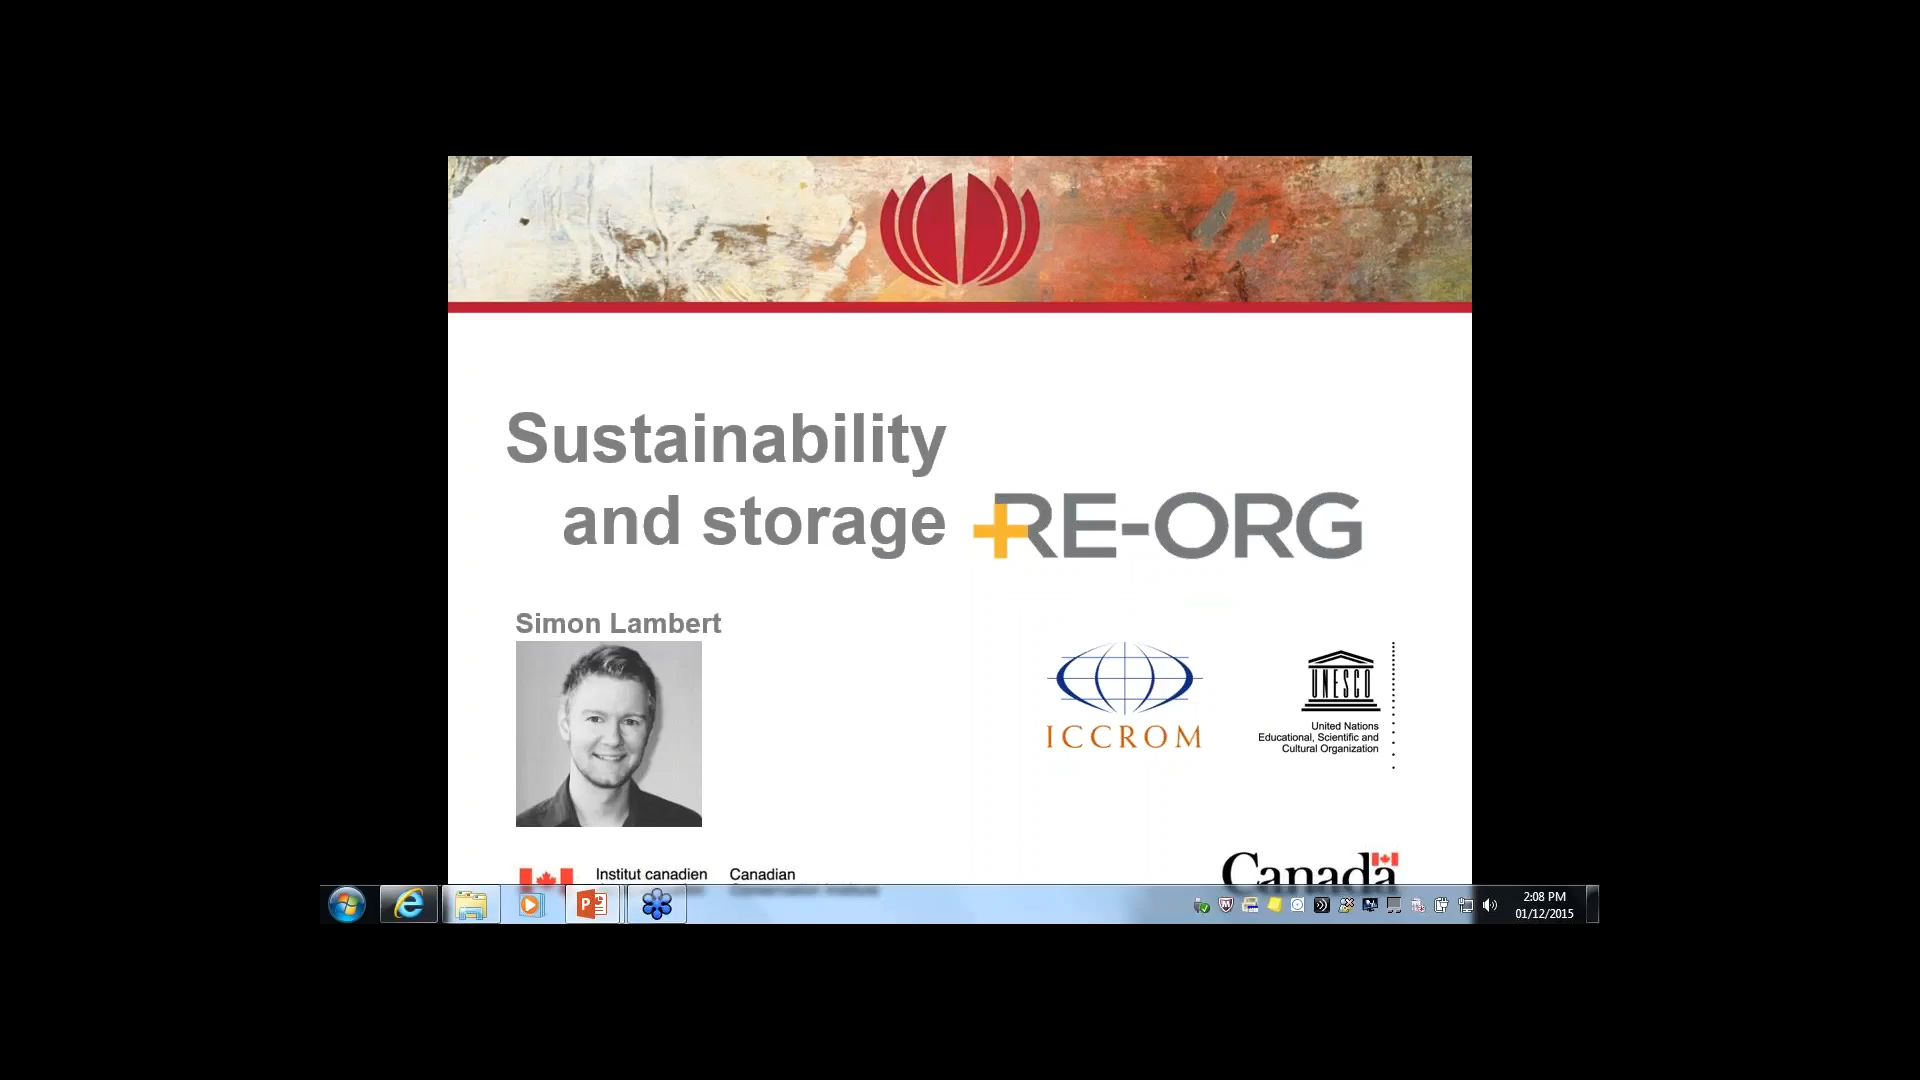 Sustainability
and storage
RE-ORG
Simon Lambert
ICCROM
UNESCO
United Nations
Educational, Scientific and
Cultural Organization
Institut canadien
Canadian
Canada
2:08 PM
01/12/2015